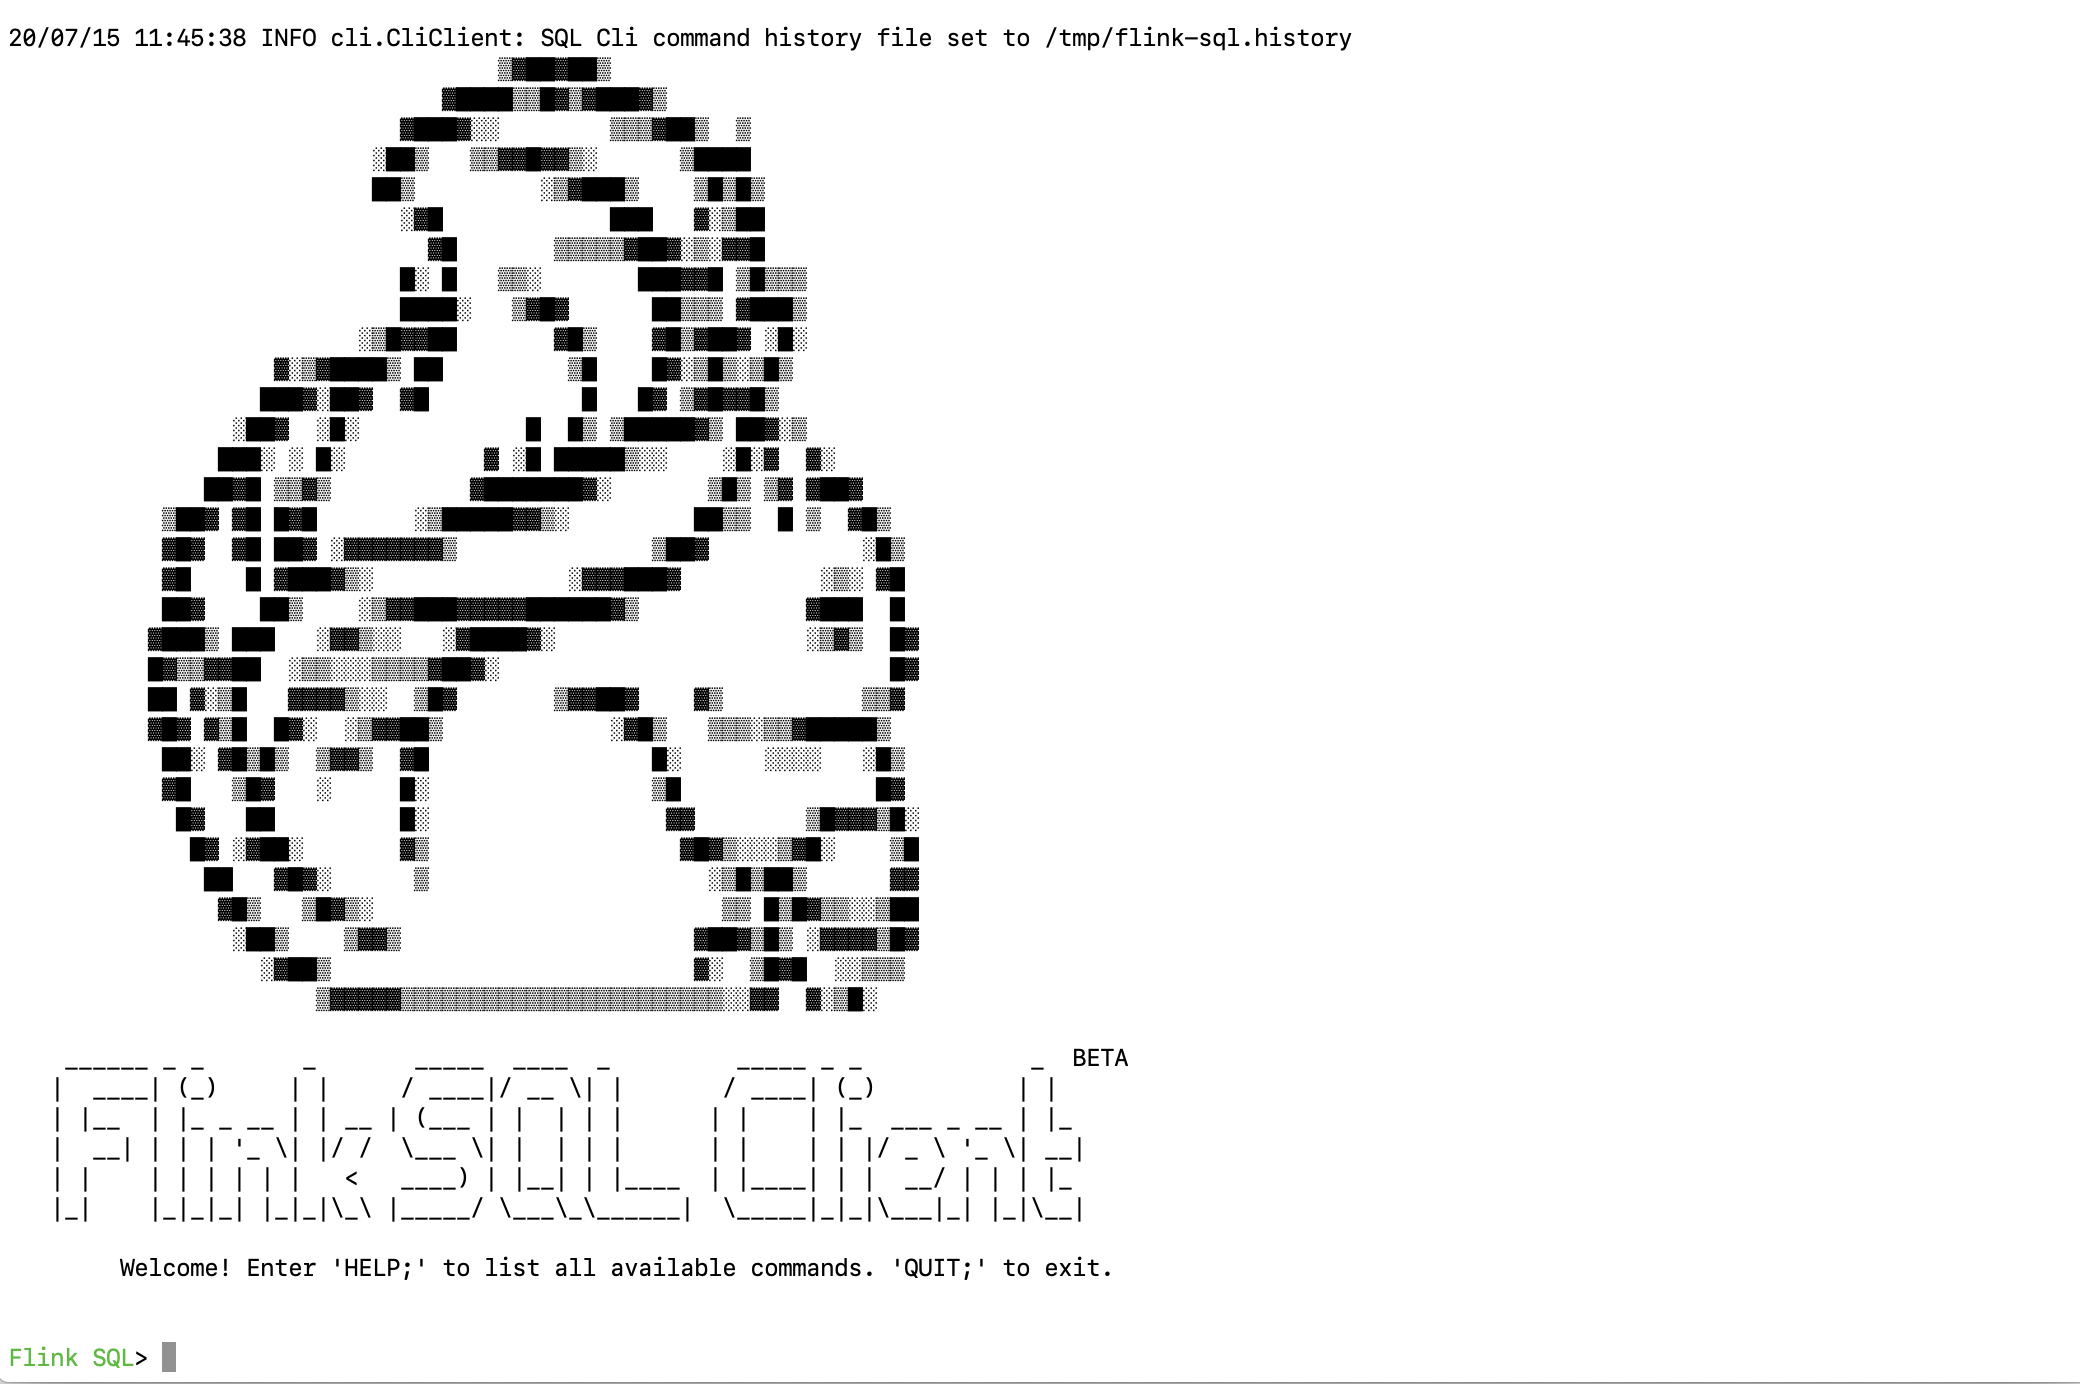 20/07/15 11:45:38 INFO cli.CliClient: SQL Cli command history file set to /tmp/flink-sql.history
BETA
Flink SQL Client
Welcome! Enter 'HELP;' to list all available commands. 'QUIT;' to exit.
Flink SQL>